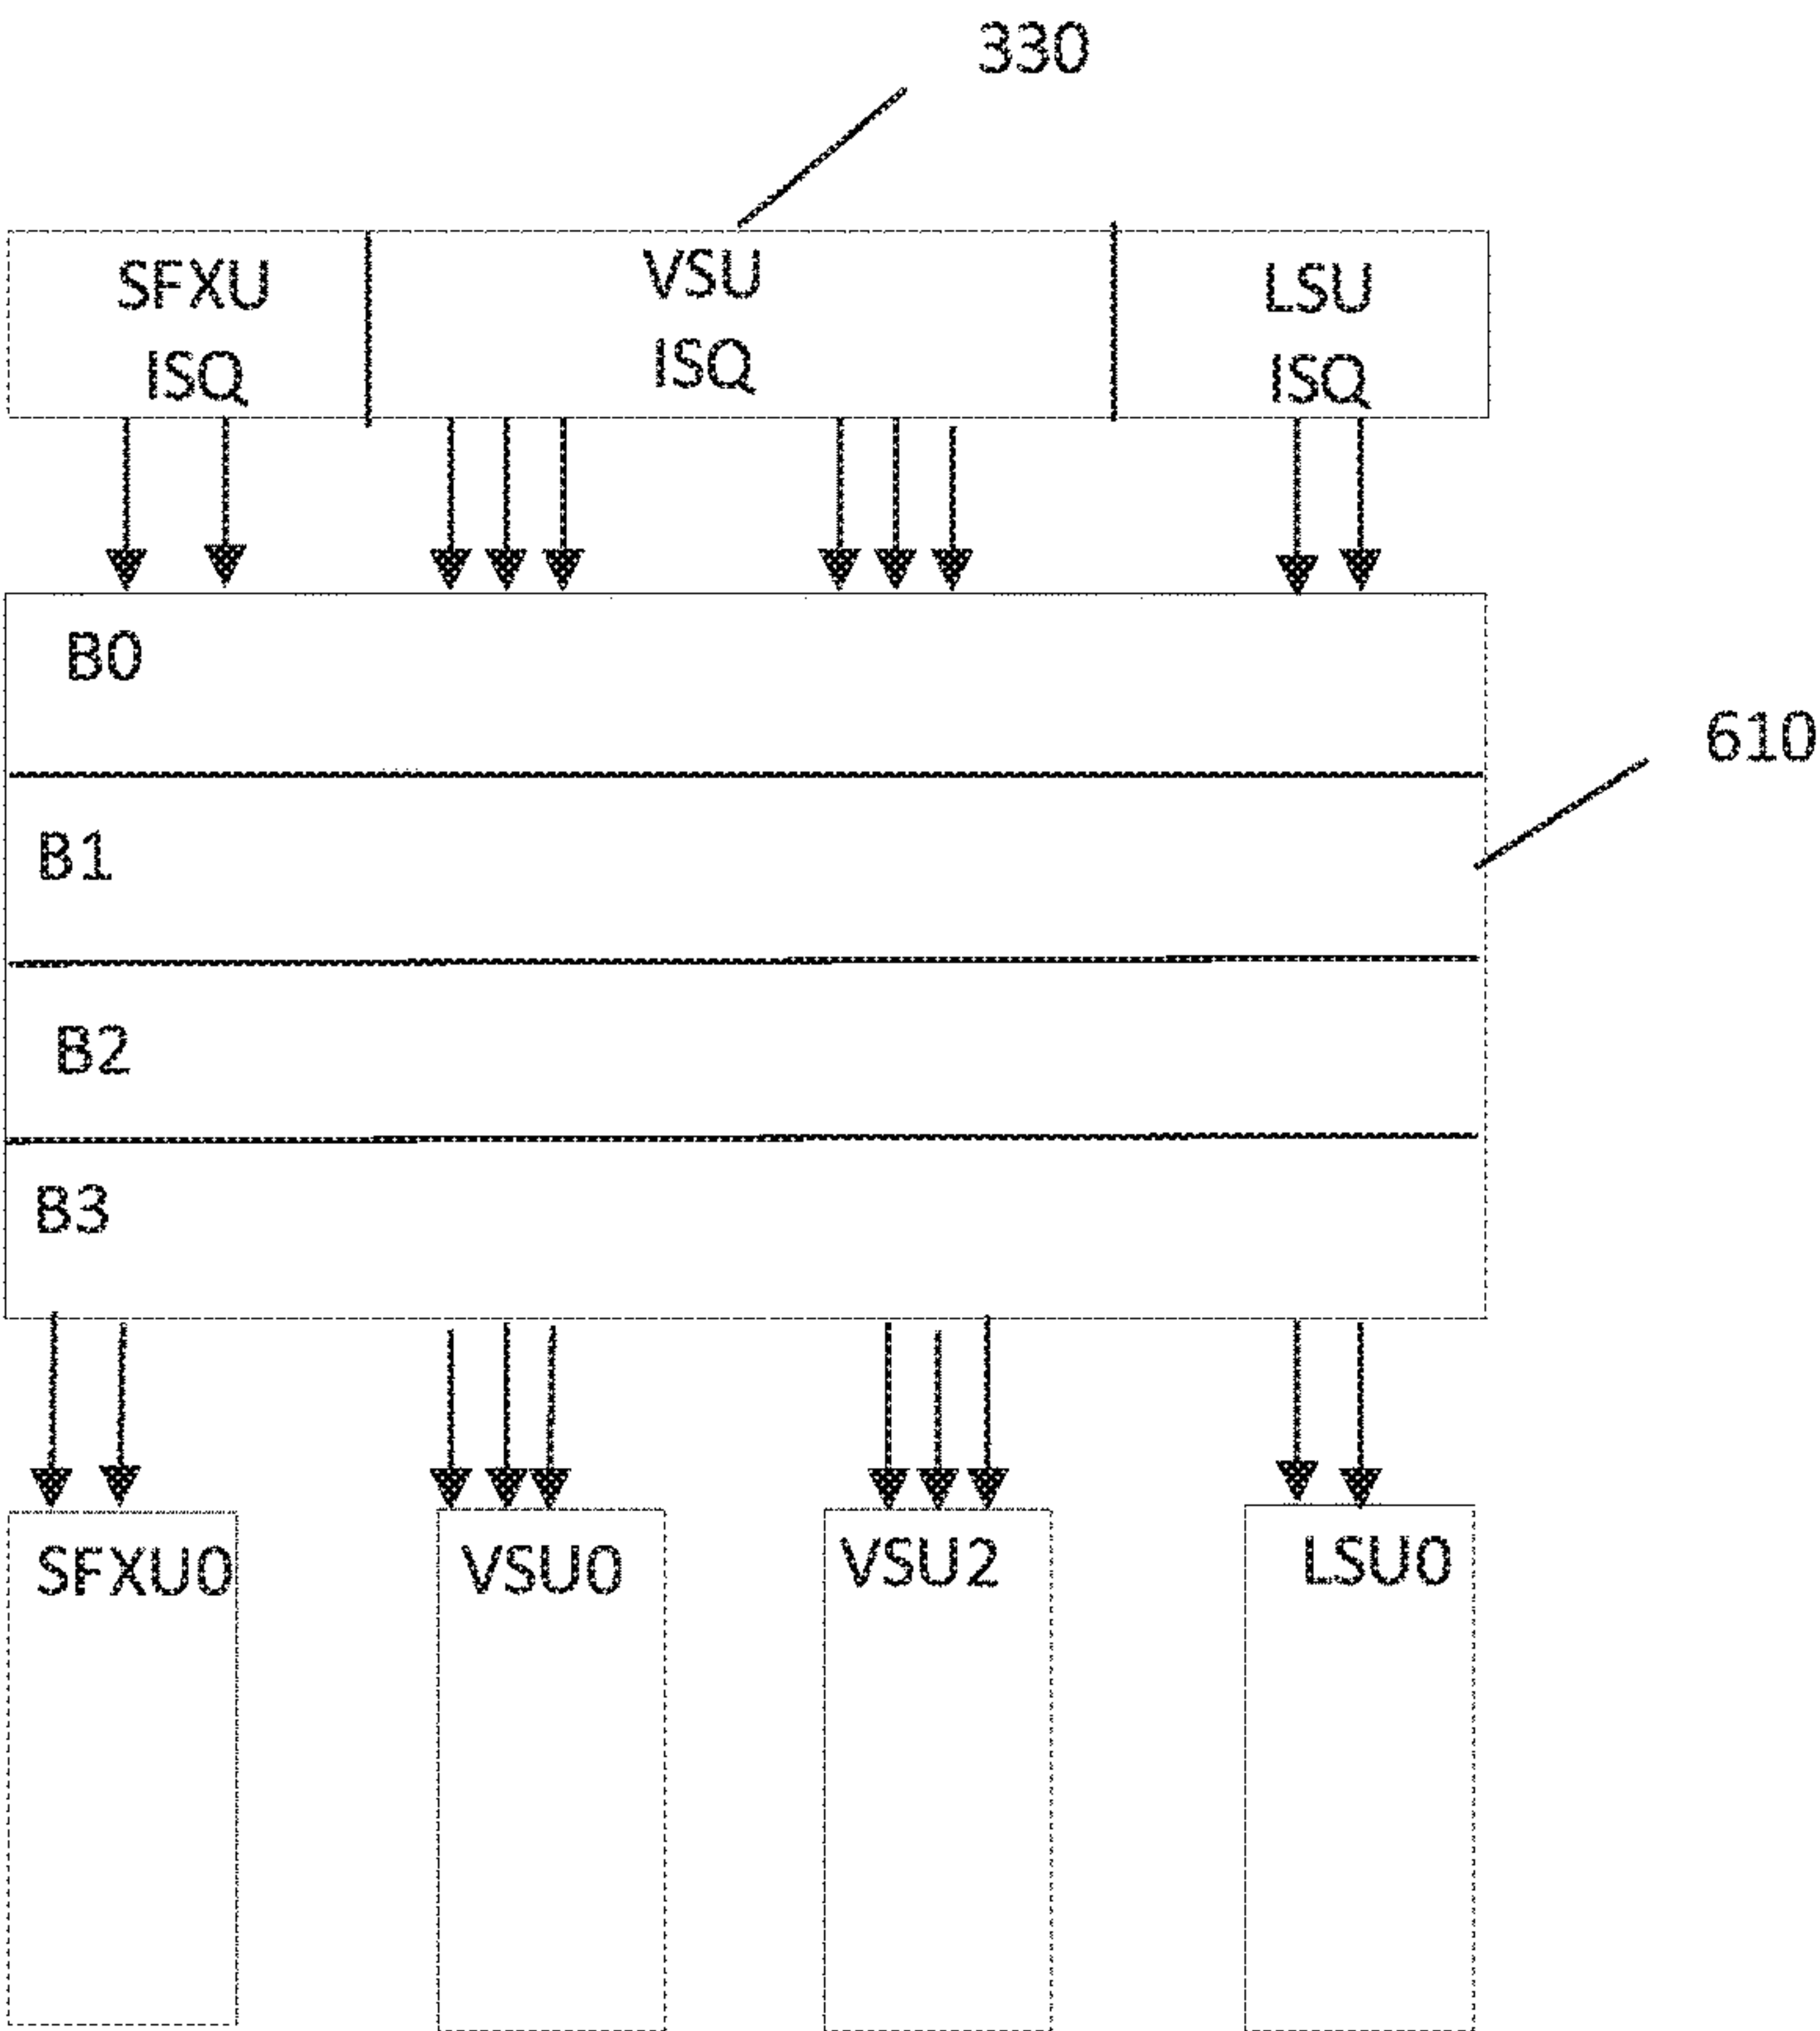 330
SFXU
ISQ
VSU
ISQ
LSU
ISQ
B0
610
B1
B2
B3
SFXU0
VSU0
VSU2
LSU0